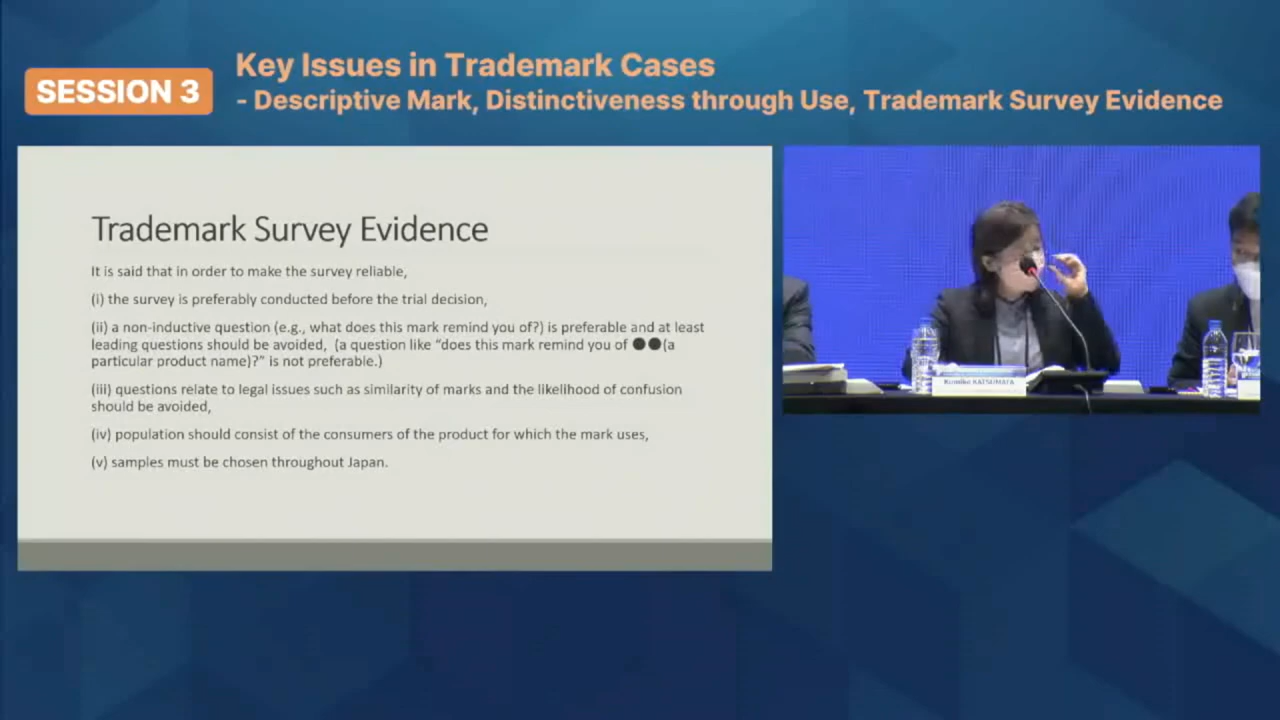 SESSION 3
Key Issues in Trademark Cases
- Descriptive Mark, Distinctiveness through Use, Trademark Survey Evidence
Trademark Survey Evidence
It is said that in order to make the survey reliable,
(i) the survey is preferably conducted before the trial decision,
(ii) a non-inductive question (e.g., what does this mark remind you of?) is preferable and at least
leading questions should be avoided, (a question like “does this mark remind you of ●●(a
particular product name)?” is not preferable.)
(iii) questions relate to legal issues such as similarity of marks and the likelihood of confusion
should be avoided,
(iv) population should consist of the consumers of the product for which the mark uses,
(v) samples must be chosen throughout Japan.
KATSUMATA